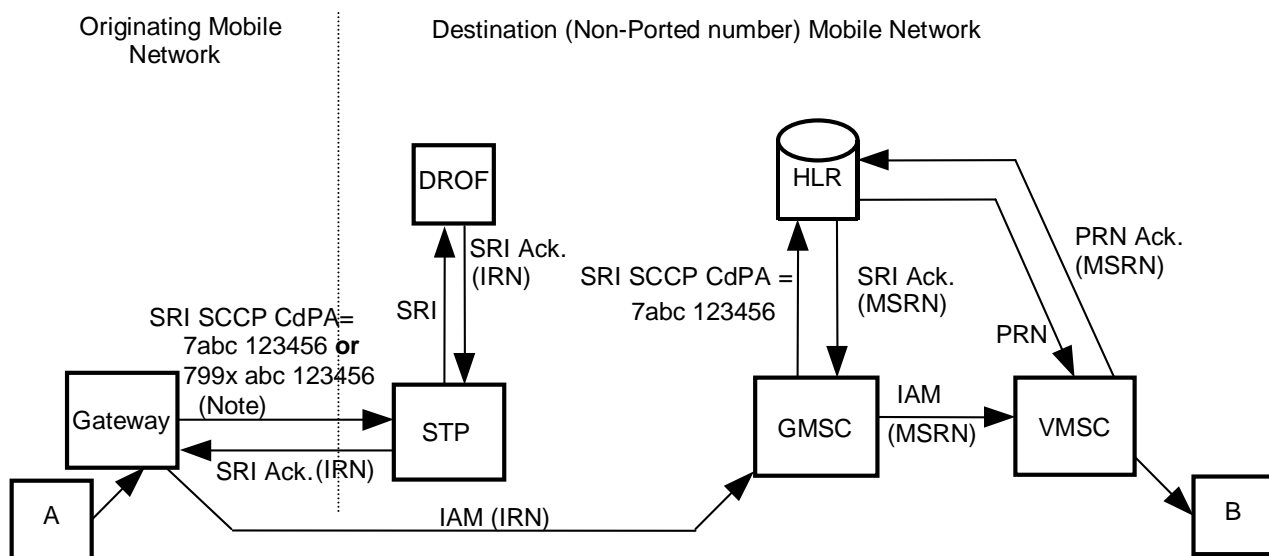 Originating Mobile
Network
Destination (Non-Ported number) Mobile Network
DROF
HLR
SRI Ack.
(IRN)
SRI
SRI SCCP CdPA =
7abc 123456
SRI Ack.
(MSRN)
PRN Ack.
(MSRN)
PRN
SRI SCCP CdPA=
7abc 123456 or
799x abc 123456
(Note)
Gateway
STP
GMSC
IAM
(MSRN)
VMSC
SRI Ack. (IRN)
A
IAM (IRN)
B